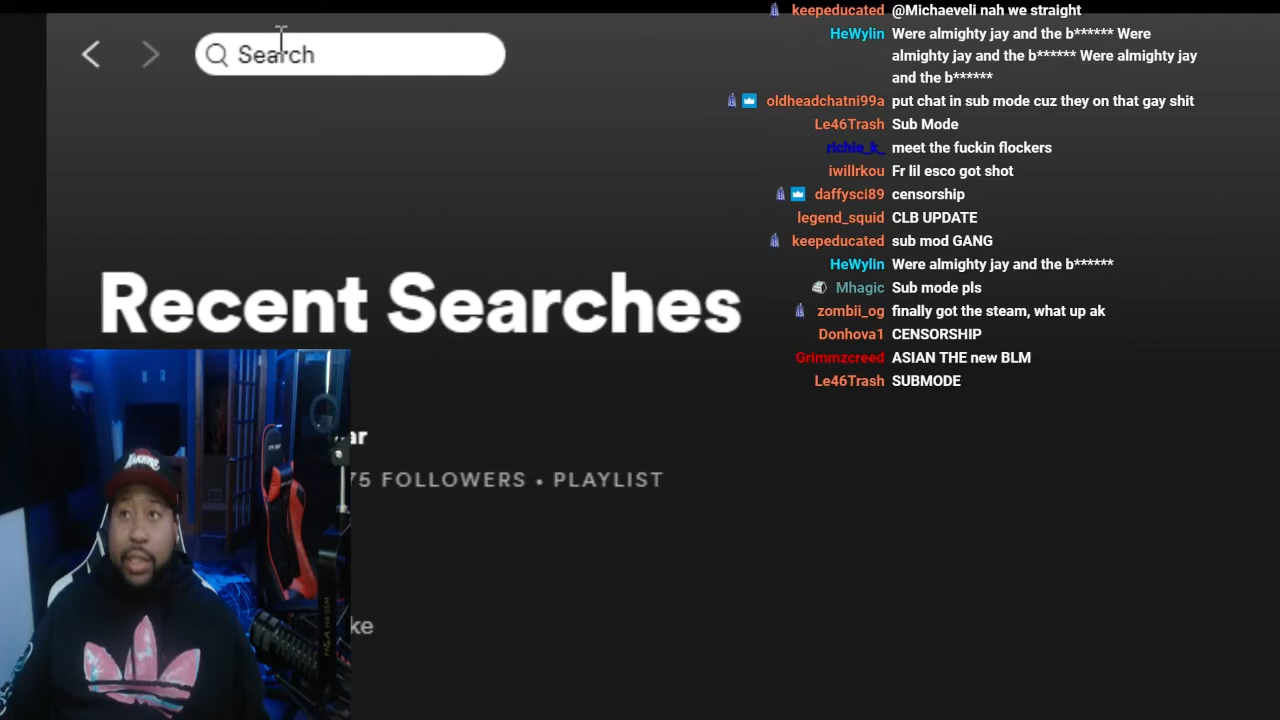 keepeducated @Michaeveli nah we straight
HeWylin Were almighty jay and the b****** Were
almighty jay and the b****** Were almighty jay
and the b******
oldheadchatni99a put chat in sub mode cuz they on that gay shit
Le46Trash Sub Mode
richie_k_ meet the fuckin flockers
iwillrkou Fr lil esco got shot
daffysci89 censorship
legend_squid CLB UPDATE
keepeducated sub mod GANG
HeWylin Were almighty jay and the b******
Mhagic Sub mode pls
zombii_og finally got the steam, what up ak
Donhova1 CENSORSHIP
Grimmzcreed ASIAN THE new BLM
Le46Trash SUBMODE
Search
Recent Searches
ar
75 FOLLOWERS • PLAYLIST
ke